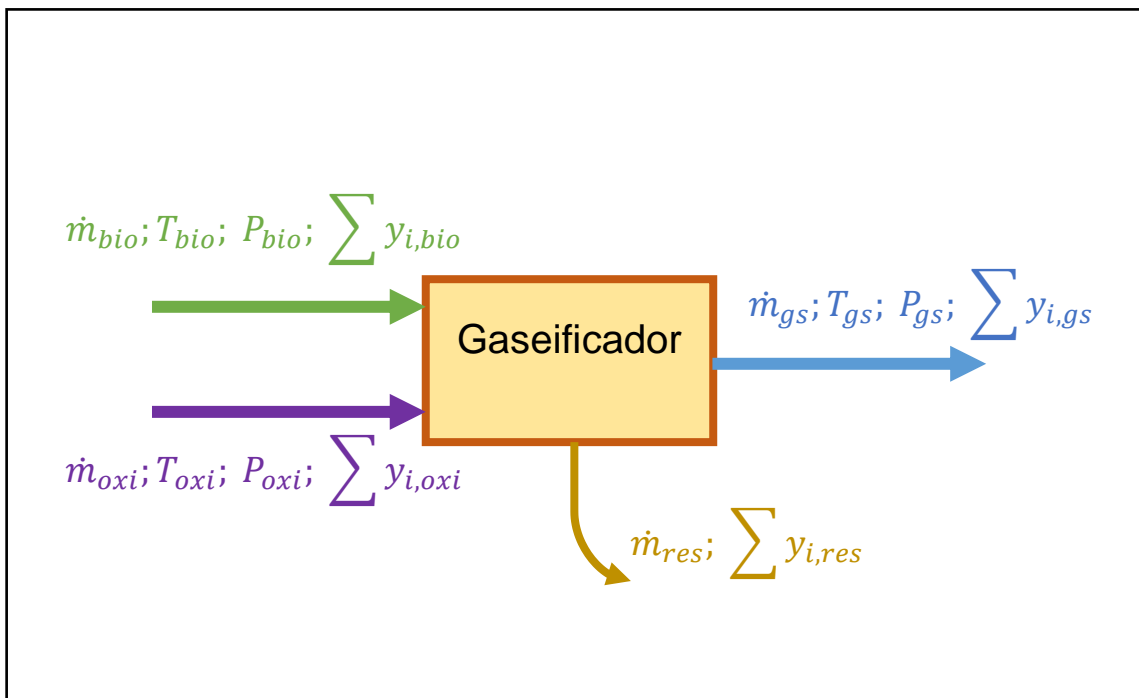 ṁ_bio; T_bio; P_bio; ∑ y_i,bio
Gaseificador
ṁ_gs; T_gs; P_gs; ∑ y_i,gs
ṁ_oxi; T_oxi; P_oxi; ∑ y_i,oxi
ṁ_res; ∑ y_i,res